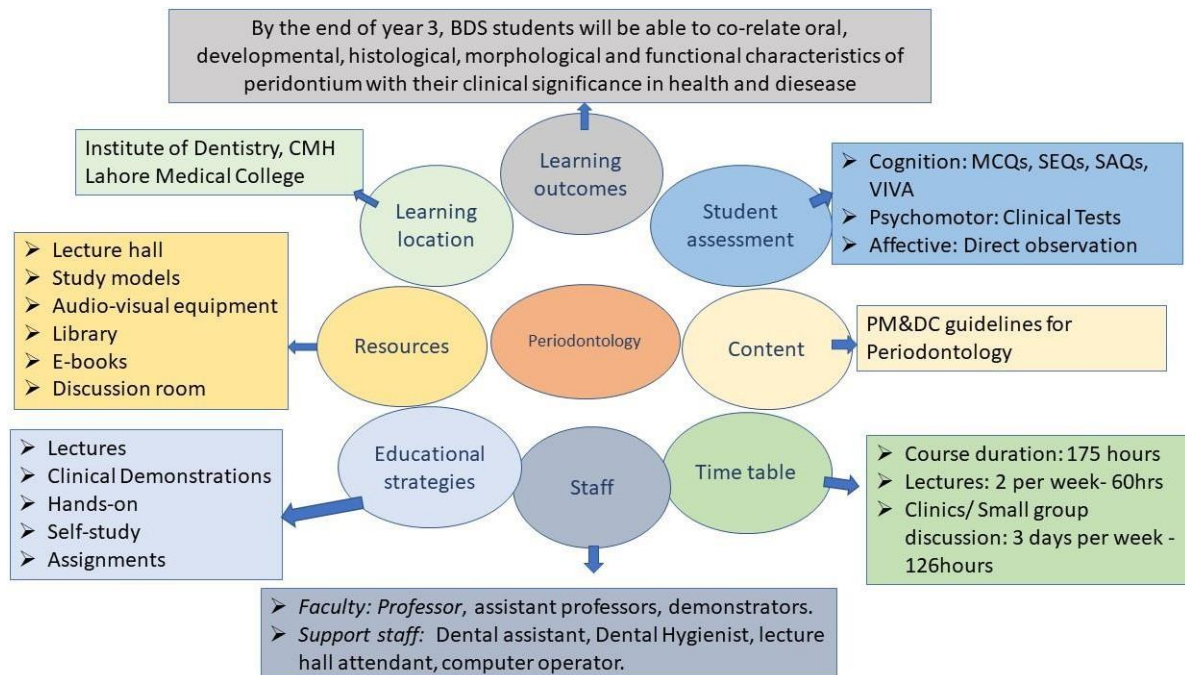 By the end of year 3, BDS students will be able to co-relate oral,
developmental, histological, morphological and functional characteristics of
peridontium with their clinical significance in health and diesease
Learning
outcomes
Institute of Dentistry, CMH
Lahore Medical College
Learning
location
Student
assessment
➢ Cognition: MCQs, SEQs, SAQs,
VIVA
➢ Psychomotor: Clinical Tests
➢ Affective: Direct observation
➢ Lecture hall
➢ Study models
➢ Audio-visual equipment
➢ Library
➢ E-books
➢ Discussion room
Resources
Periodontology
Content
PM&DC guidelines for
Periodontology
➢ Lectures
➢ Clinical Demonstrations
➢ Hands-on
➢ Self-study
➢ Assignments
Educational
strategies
Staff
Time table
➢ Course duration: 175 hours
➢ Lectures: 2 per week- 60hrs
➢ Clinics/ Small group
discussion: 3 days per week -
126hours
➢ Faculty: Professor, assistant professors, demonstrators.
➢ Support staff: Dental assistant, Dental Hygienist, lecture
hall attendant, computer operator.